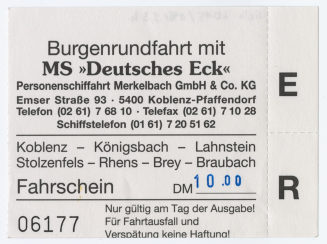 Burgenrundfahrt mit
MS »Deutsches Eck«
Personenschiffahrt Merkelbach GmbH & Co. KG
Emser Straße 93 · 5400 Koblenz-Pfaffendorf
Telefon (02 61) 7 68 10 · Telefax (02 61) 7 10 28
Schiffstelefon (01 61) 7 20 51 62
Koblenz – Königsbach – Lahnstein
Stolzenfels – Rhens – Brey – Braubach
Fahrschein DM 10.00
06177
Nur gültig am Tag der Ausgabe!
Für Fahrtausfall und
Verspätung keine Haftung!
E
R